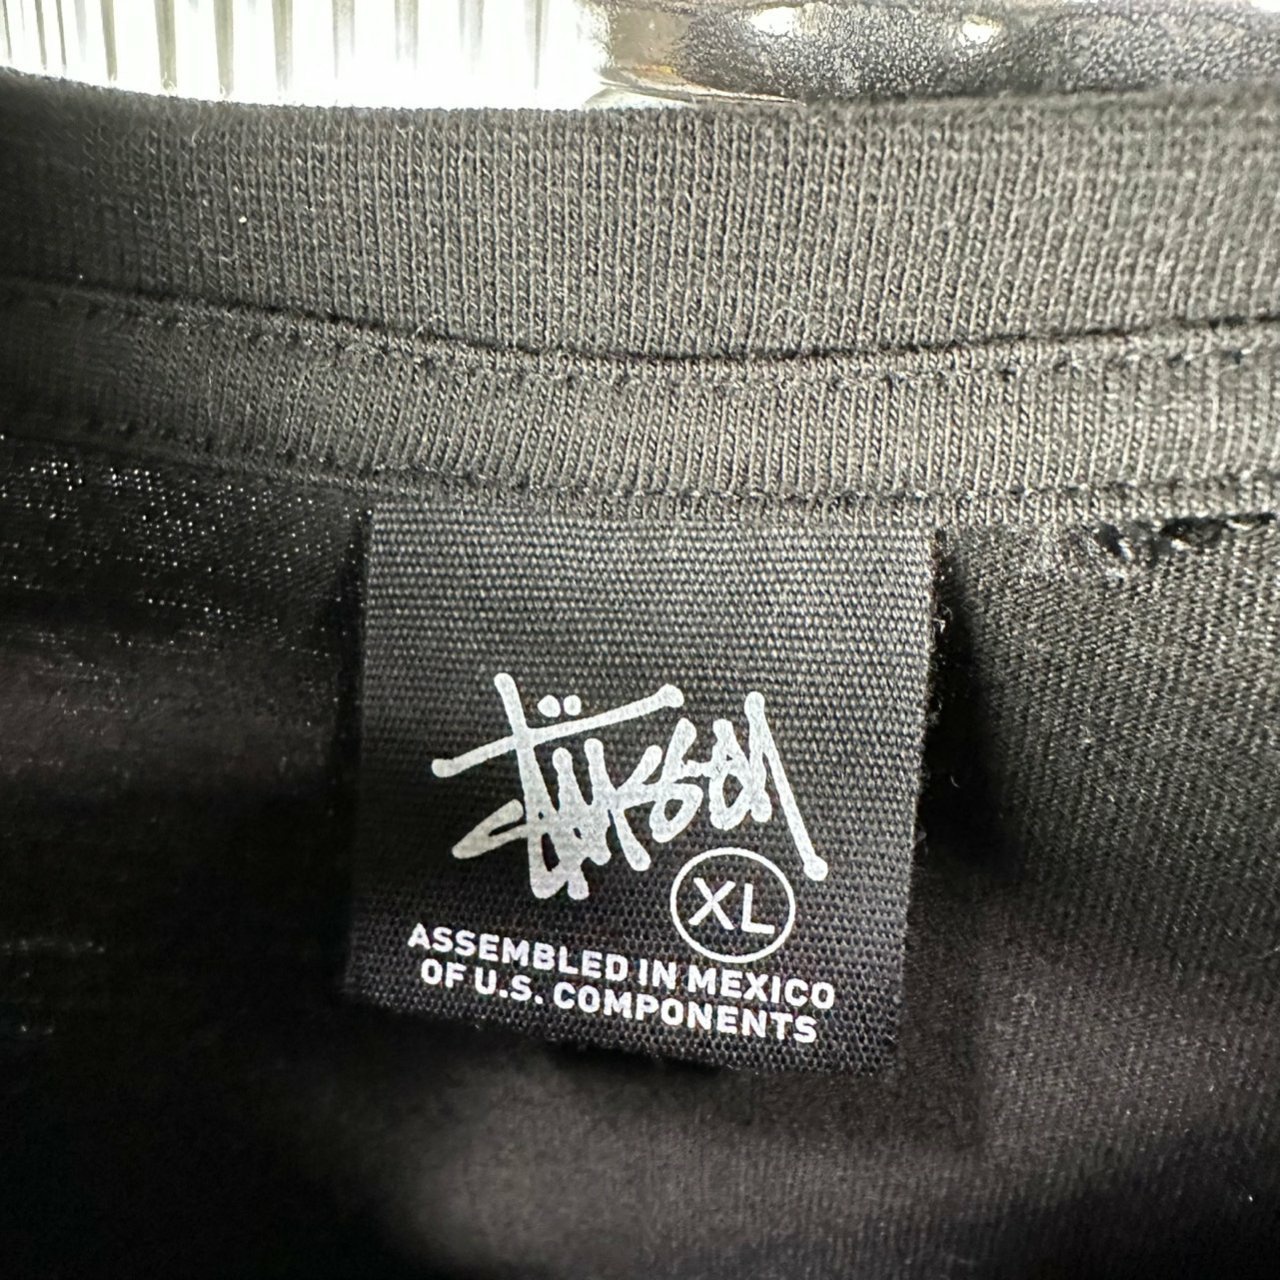 Stüssy
XL
ASSEMBLED IN MEXICO
OF U.S. COMPONENTS